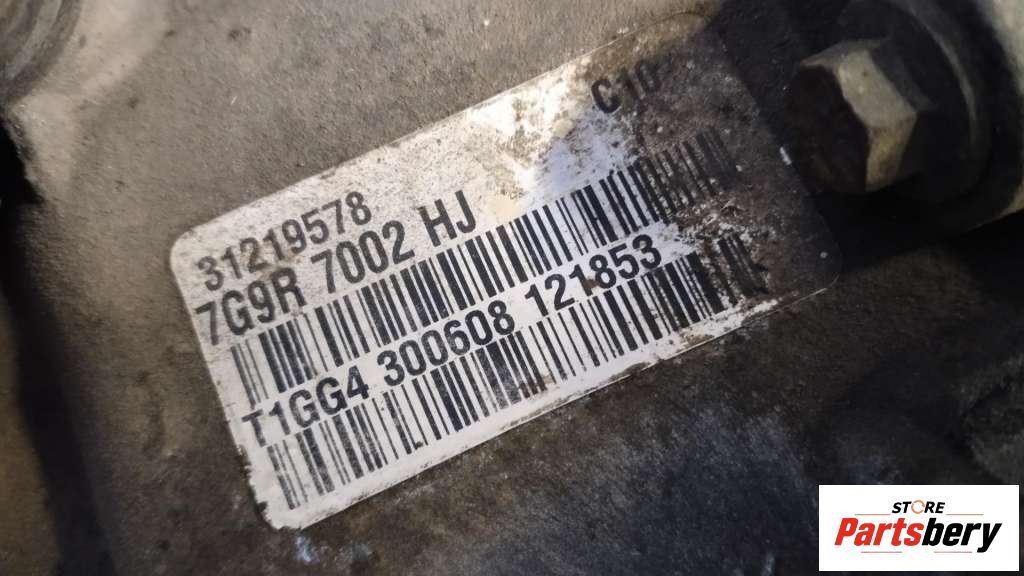 C10
31219578
7G9R 7002 HJ
T1GG4 300608 121853
STORE
Partsbery